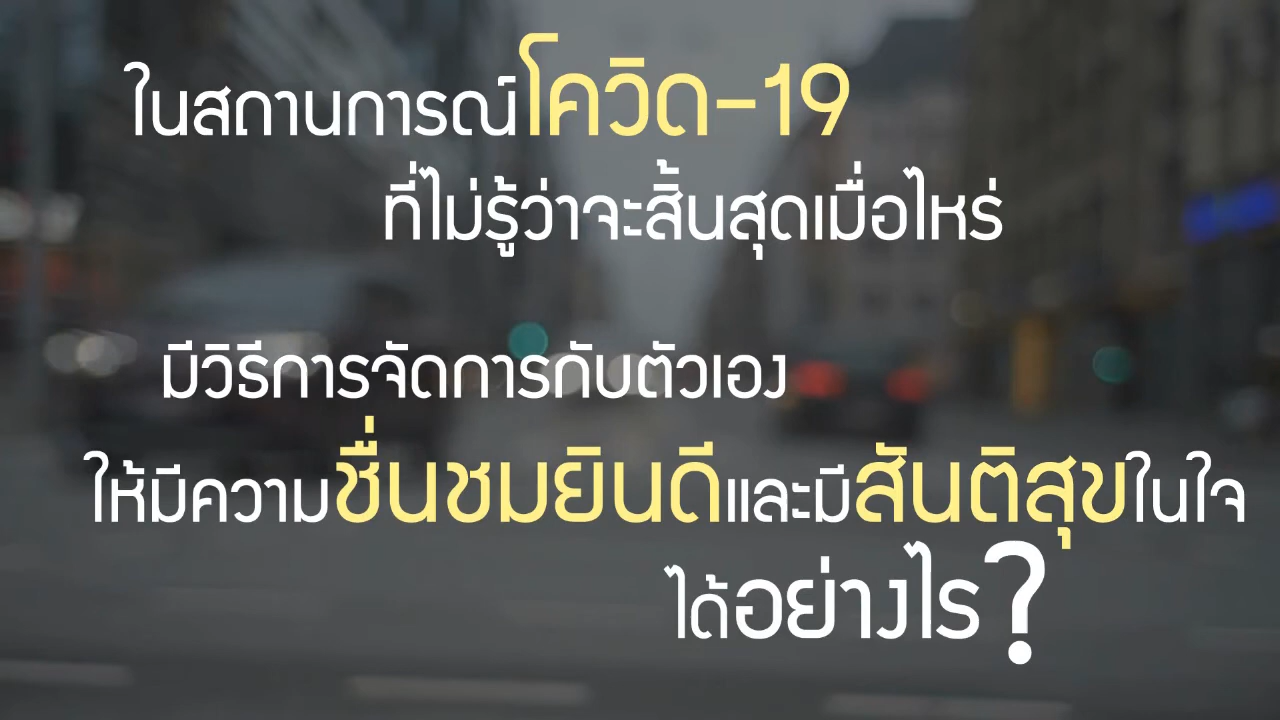 ในสถานการณ์โควิด-19
ที่ไม่รู้ว่าจะสิ้นสุดเมื่อไหร่
มีวิธีการจัดการกับตัวเอง
ให้มีความชื่นชมยินดีและมีสันติสุขในใจ
ได้อย่างไร?